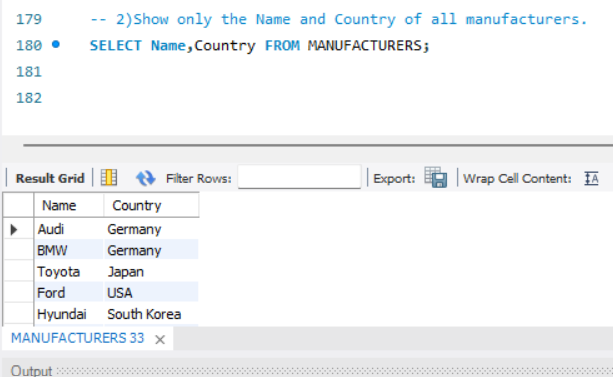 179 -- 2)Show only the Name and Country of all manufacturers.
180 SELECT Name,Country FROM MANUFACTURERS;
181
182
Result Grid Filter Rows: Export: Wrap Cell Content: IA
Name Country
Audi Germany
BMW Germany
Toyota Japan
Ford USA
Hyundai South Korea
MANUFACTURERS 33 ×
Output